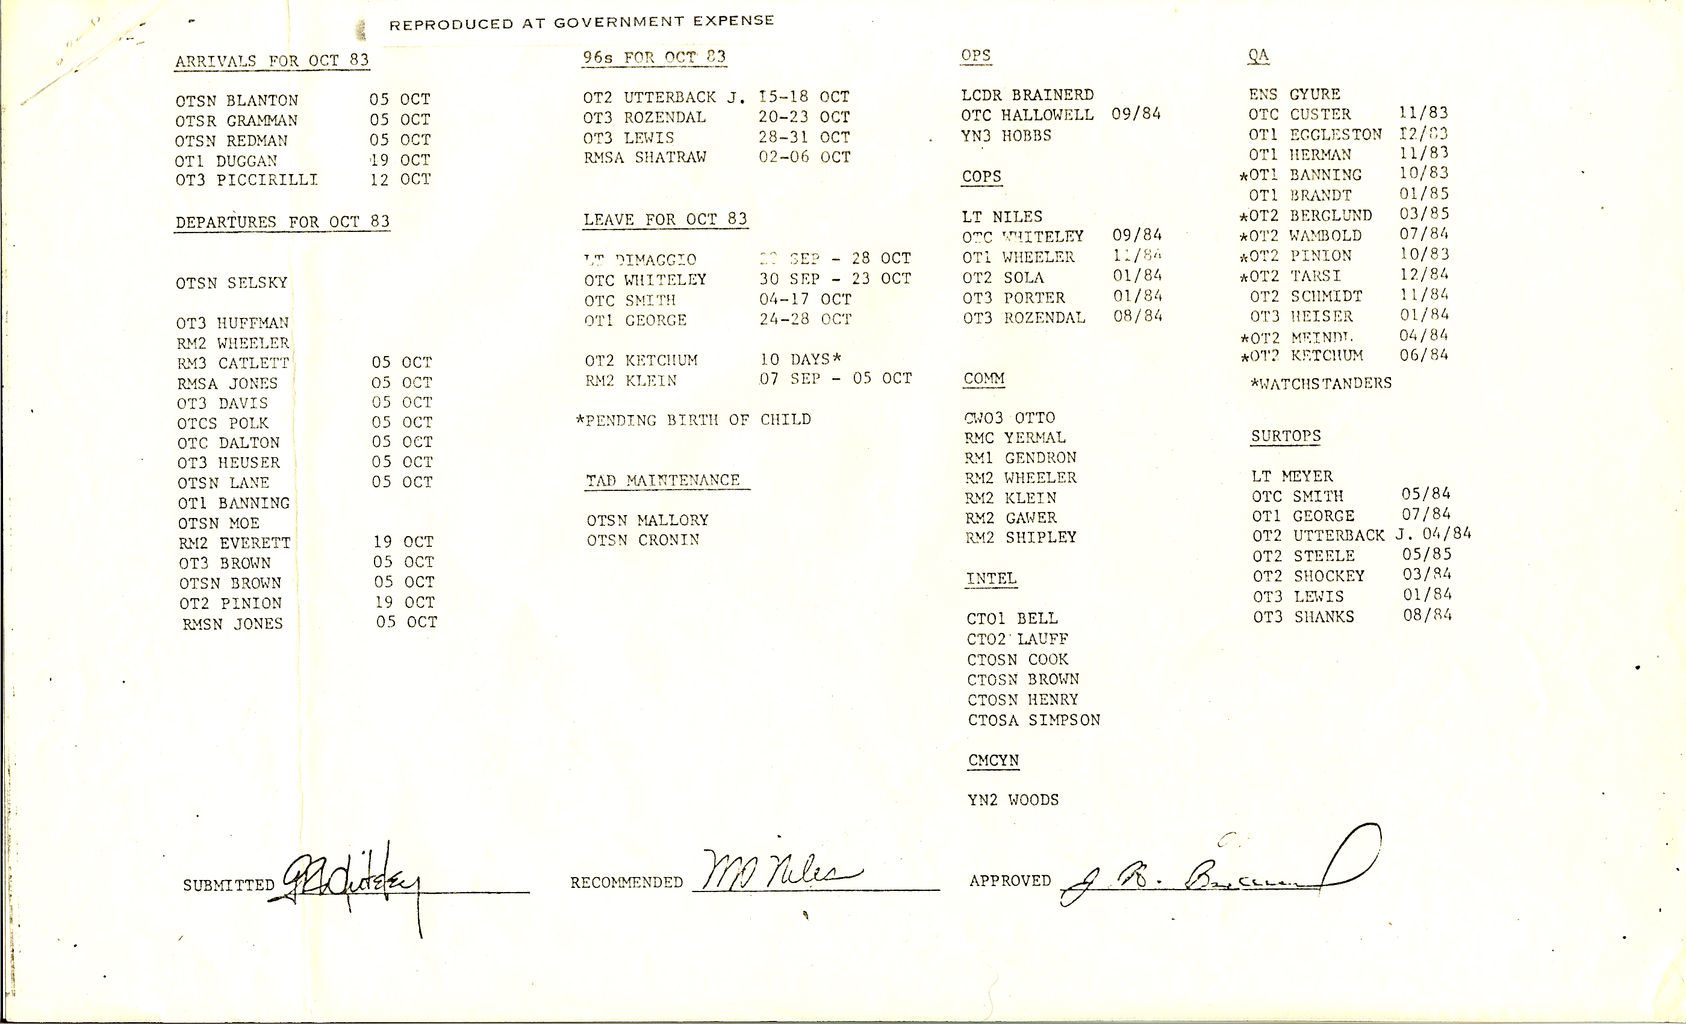 REPRODUCED AT GOVERNMENT EXPENSE
ARRIVALS FOR OCT 83
OTSN BLANTON 05 OCT
OTSR GRAMMAN 05 OCT
OTSN REDMAN 05 OCT
OT1 DUGGAN 19 OCT
OT3 PICCIRILLI 12 OCT
DEPARTURES FOR OCT 83
OTSN SELSKY
OT3 HUFFMAN
RM2 WHEELER
RM3 CATLETT 05 OCT
RMSA JONES 05 OCT
OT3 DAVIS 05 OCT
OTCS POLK 05 OCT
OTC DALTON 05 OCT
OT3 HEUSER 05 OCT
OTSN LANE 05 OCT
OT1 BANNING
OTSN MOE
RM2 EVERETT 19 OCT
OT3 BROWN 05 OCT
OTSN BROWN 05 OCT
OT2 PINION 19 OCT
RMSN JONES 05 OCT
96s FOR OCT 83
OT2 UTTERBACK J. 15-18 OCT
OT3 ROZENDAL 20-23 OCT
OT3 LEWIS 28-31 OCT
RMSA SHATRAW 02-06 OCT
LEAVE FOR OCT 83
LT DIMAGGIO SEP - 28 OCT
OTC WHITELEY 30 SEP - 23 OCT
OTC SMITH 04-17 OCT
OT1 GEORGE 24-28 OCT
OT2 KETCHUM 10 DAYS*
RM2 KLEIN 07 SEP - 05 OCT
*PENDING BIRTH OF CHILD
TAD MAINTENANCE
OTSN MALLORY
OTSN CRONIN
OPS
LCDR BRAINERD
OTC HALLOWELL 09/84
YN3 HOBBS
COPS
LT NILES
OTC WHITELEY 09/84
OT1 WHEELER 11/84
OT2 SOLA 01/84
OT3 PORTER 01/84
OT3 ROZENDAL 08/84
COMM
CWO3 OTTO
RMC YERMAL
RM1 GENDRON
RM2 WHEELER
RM2 KLEIN
RM2 GAWER
RM2 SHIPLEY
INTEL
CTO1 BELL
CTO2 LAUFF
CTOSN COOK
CTOSN BROWN
CTOSN HENRY
CTOSA SIMPSON
CMCYN
YN2 WOODS
QA
ENS GYURE
OTC CUSTER 11/83
OT1 EGGLESTON 12/83
OT1 HERMAN 11/83
*OT1 BANNING 10/83
OT1 BRANDT 01/85
*OT2 BERGLUND 03/85
*OT2 WAMBOLD 07/84
*OT2 PINION 10/83
*OT2 TARSI 12/84
OT2 SCHMIDT 11/84
OT3 HEISER 01/84
*OT2 MEINDL 04/84
*OT2 KETCHUM 06/84
*WATCHSTANDERS
SURTOPS
LT MEYER
OTC SMITH 05/84
OT1 GEORGE 07/84
OT2 UTTERBACK J. 04/84
OT2 STEELE 05/85
OT2 SHOCKEY 03/84
OT3 LEWIS 01/84
OT3 SHANKS 08/84
SUBMITTED Whiteley
RECOMMENDED Niles
APPROVED J. R.